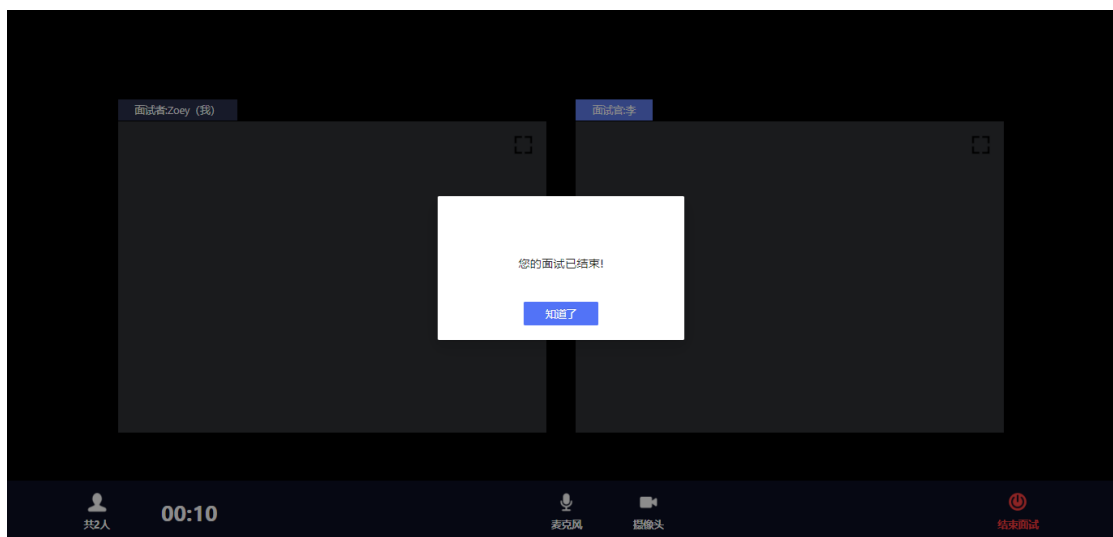 面试者:Zoey（我）
面试官:李
您的面试已结束!
知道了
共2人
00:10
麦克风
摄像头
结束面试